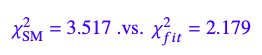 χ²_SM = 3.517 .vs. χ²_fit = 2.179